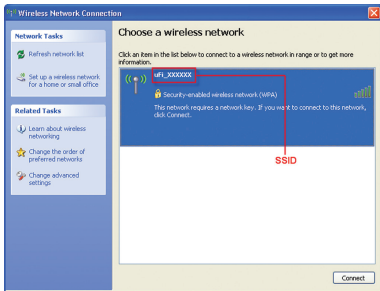 Wireless Network Connection
Network Tasks
Refresh network list
Set up a wireless network
for a home or small office
Related Tasks
Learn about wireless
networking
Change the order of
preferred networks
Change advanced
settings
Choose a wireless network
Click an item in the list below to connect to a wireless network in range or to get more
information.
uFi_XXXXXX
Security-enabled wireless network (WPA)
This network requires a network key. If you want to connect to this network,
click Connect.
SSID
Connect